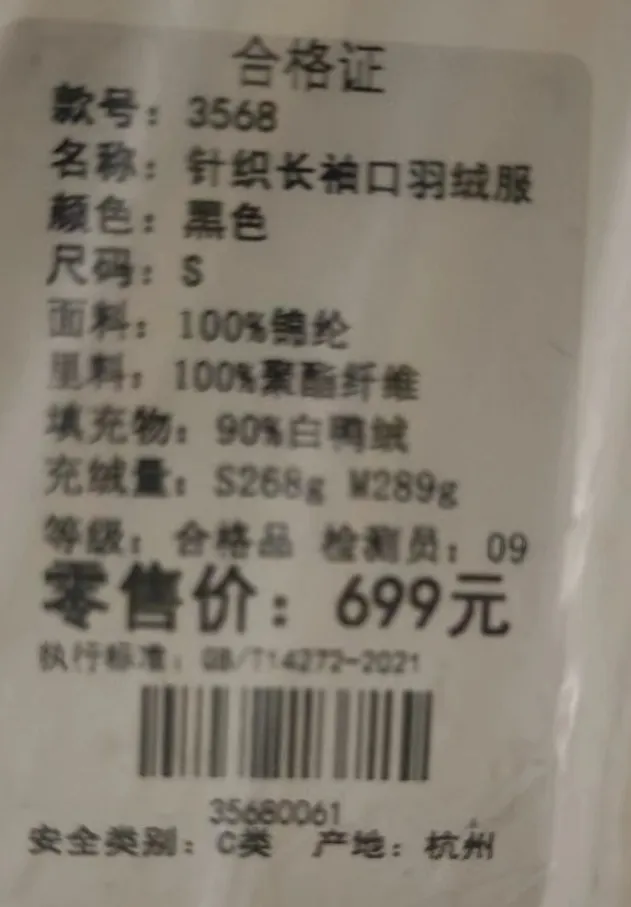 合格证
款号：3568
名称：针织长袖口羽绒服
颜色：黑色
尺码：S
面料：100%锦纶
里料：100%聚酯纤维
填充物：90%白鸭绒
充绒量：S268g M289g
等级：合格品 检测员：09
零售价：699元
执行标准：GB/T14272-2021
35680061
安全类别：C类 产地：杭州